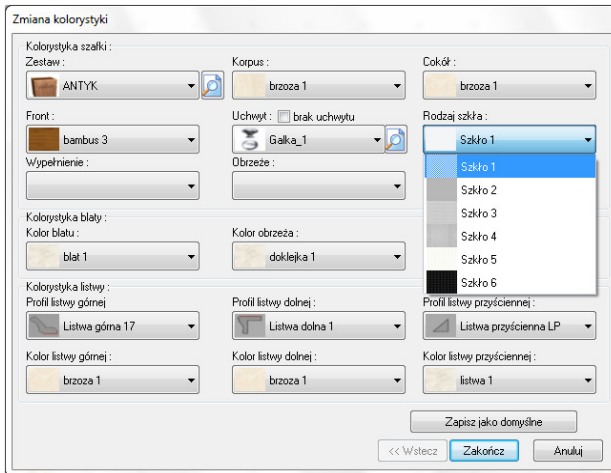 Zmiana kolorystyki
Kolorystyka szafki :
Zestaw : Korpus : Cokół :
ANTYK brzoza 1 brzoza 1
Front : Uchwyt : brak uchwytu Rodzaj szkła :
bambus 3 Gałka_1 Szkło 1
Wypełnienie : Obrzeże :
Szkło 1
Szkło 2
Szkło 3
Szkło 4
Szkło 5
Szkło 6
Kolorystyka blaty :
Kolor blatu : Kolor obrzeża :
blat 1 doklejka 1
Kolorystyka listwy :
Profil listwy górnej Profil listwy dolnej : Profil listwy przyściennej :
Listwa górna 17 Listwa dolna 1 Listwa przyścienna LP
Kolor listwy górnej : Kolor listwy dolnej : Kolor listwy przyściennej :
brzoza 1 brzoza 1 listwa 1
Zapisz jako domyślne
<< Wstecz Zakończ Anuluj